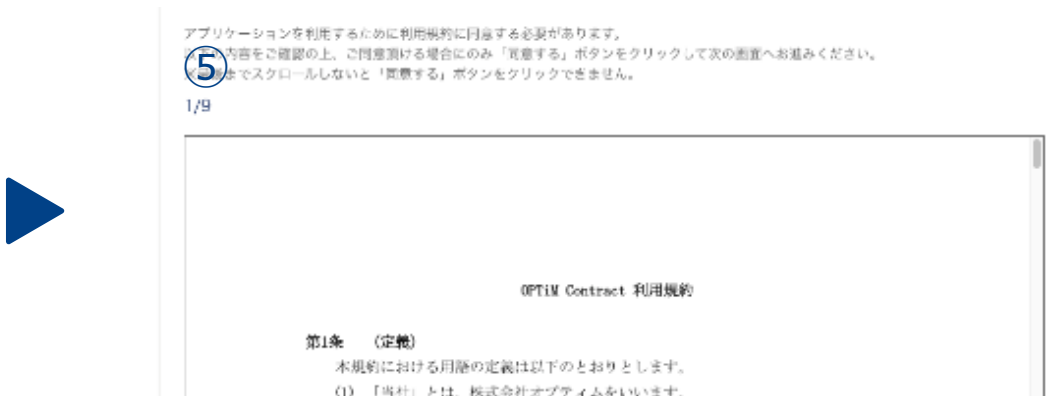 アプリケーションを利用するために利用規約に同意する必要があります。
内容をご確認の上、ご同意頂ける場合にのみ「同意する」ボタンをクリックして次の画面へお進みください。
⑤
までスクロールしないと「同意する」ボタンをクリックできません。
1/9
OPTiM Contract 利用規約
第1条 （定義）
本規約における用語の定義は以下のとおりとします。
(1) 「当社」とは、株式会社オプティムをいいます。